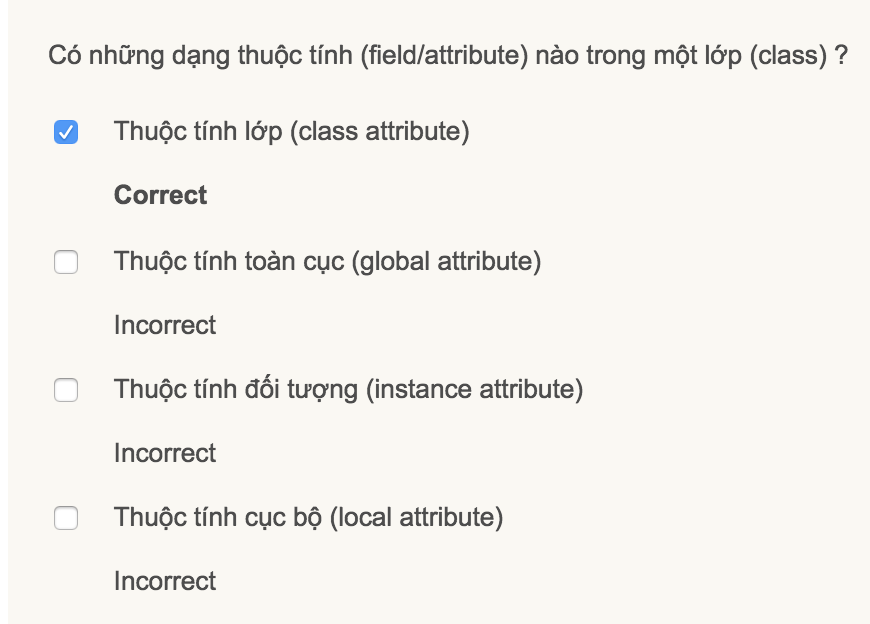 Có những dạng thuộc tính (field/attribute) nào trong một lớp (class) ?
Thuộc tính lớp (class attribute)
Correct
Thuộc tính toàn cục (global attribute)
Incorrect
Thuộc tính đối tượng (instance attribute)
Incorrect
Thuộc tính cục bộ (local attribute)
Incorrect